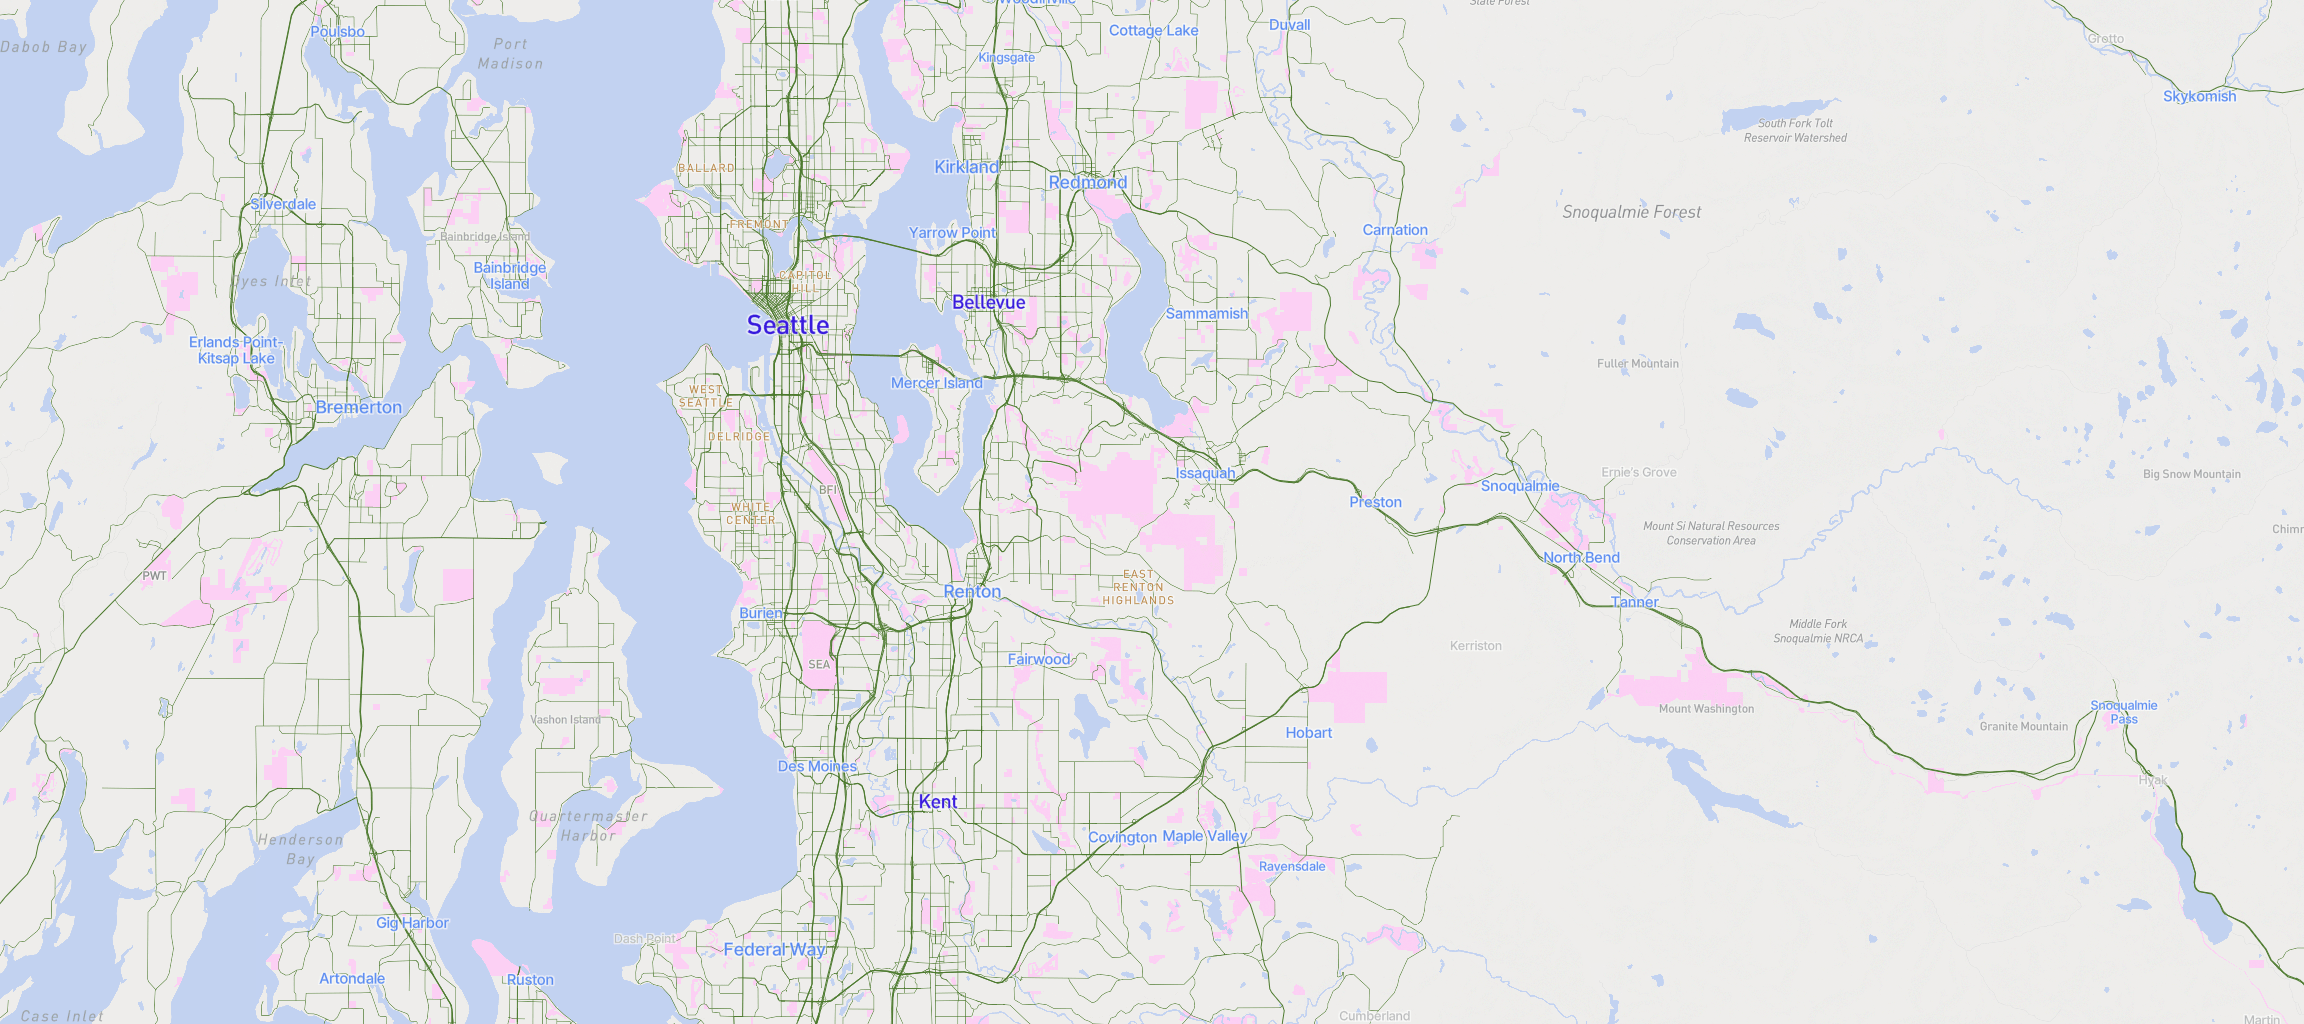 Woodinville
State Forest
Poulsbo
Cottage Lake
Duvall
Grotto
Dabob Bay
Port
Madison
Kingsgate
Skykomish
South Fork Tolt
Reservoir Watershed
BALLARD
Kirkland
Redmond
Silverdale
Snoqualmie Forest
FREMONT
Yarrow Point
Carnation
Bainbridge Island
Bainbridge
Island
Dyes Inlet
CAPITOL
HILL
Bellevue
Seattle
Sammamish
Erlands Point-
Kitsap Lake
Fuller Mountain
Mercer Island
WEST
SEATTLE
Bremerton
DELRIDGE
Issaquah
Ernie's Grove
Big Snow Mountain
BFI
Snoqualmie
Preston
WHITE
CENTER
Mount Si Natural Resources
Conservation Area
Chimn
North Bend
PWT
EAST
RENTON
HIGHLANDS
Renton
Tanner
Burien
Middle Fork
Snoqualmie NRCA
Kerriston
SEA
Fairwood
Vashon Island
Mount Washington
Snoqualmie
Pass
Granite Mountain
Hobart
Des Moines
Hyak
Kent
Quartermaster
Harbor
Henderson
Bay
Covington
Maple Valley
Ravensdale
Gig Harbor
Dash Point
Federal Way
Artondale
Ruston
Case Inlet
Cumberland
Martin